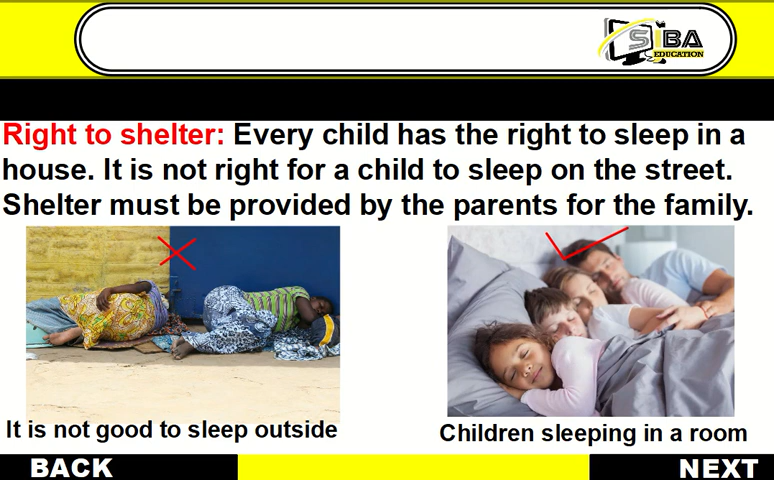 SiBA
EDUCATION
Right to shelter: Every child has the right to sleep in a
house. It is not right for a child to sleep on the street.
Shelter must be provided by the parents for the family.
It is not good to sleep outside
Children sleeping in a room
BACK
NEXT